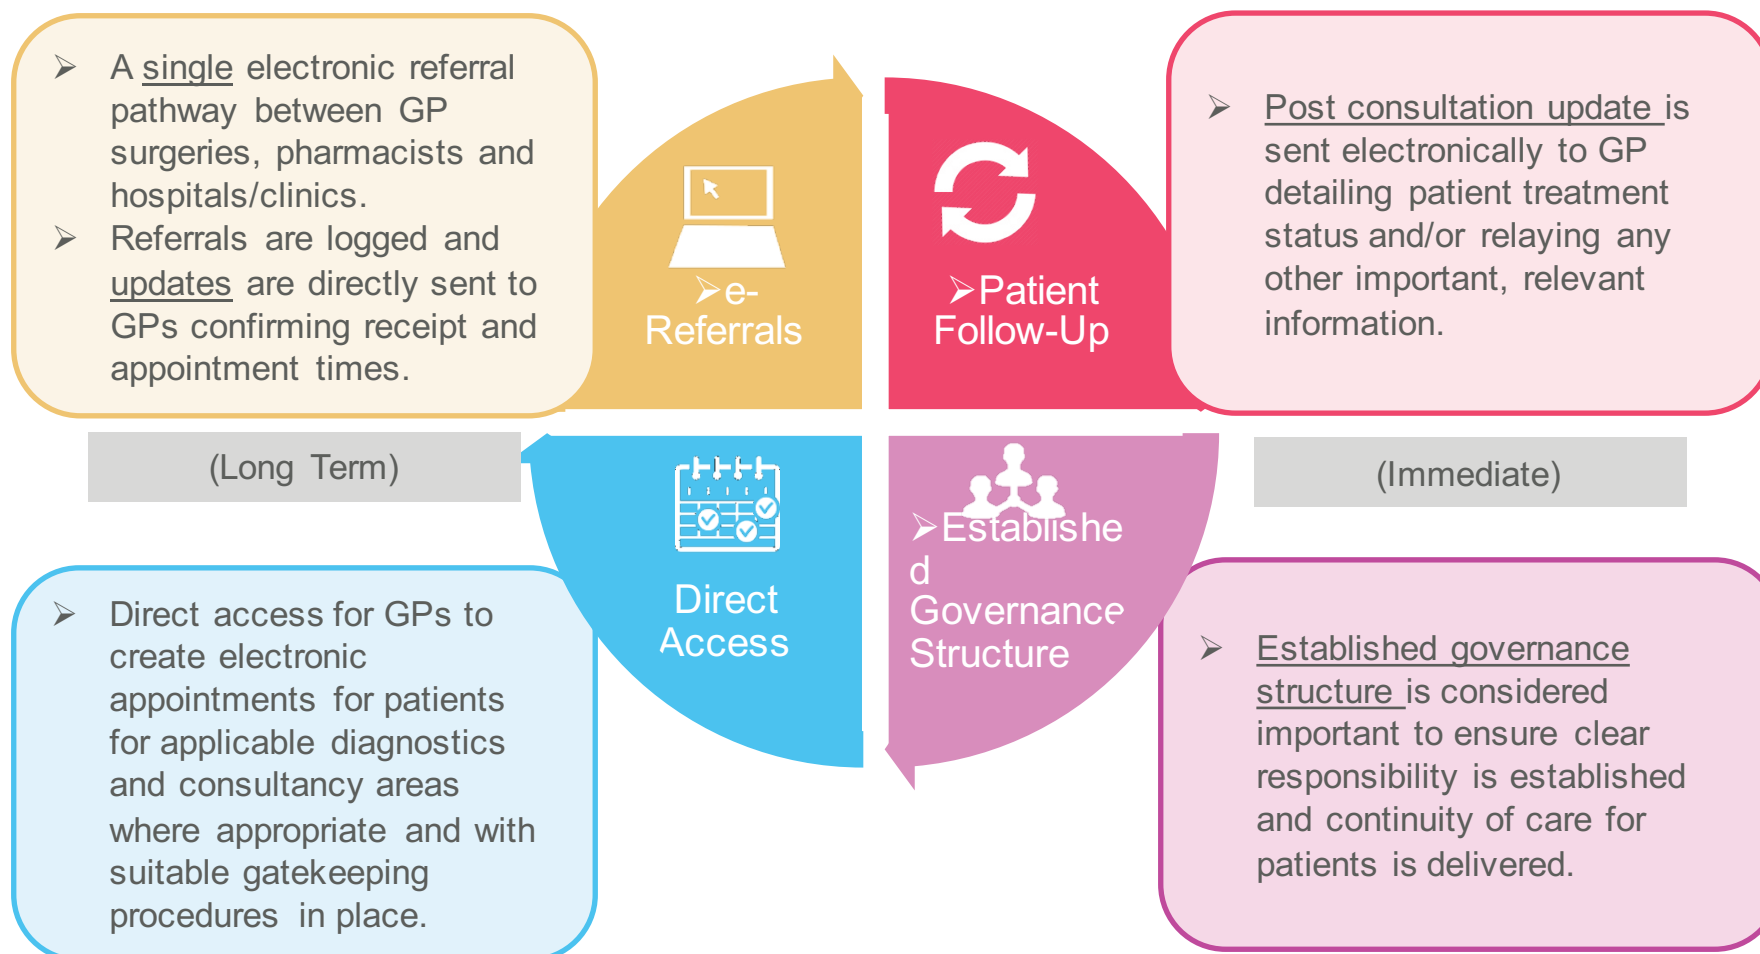 ➢ A single electronic referral
pathway between GP
surgeries, pharmacists and
hospitals/clinics.
➢ Referrals are logged and
updates are directly sent to
GPs confirming receipt and
appointment times.
➢e-
Referrals
➢Patient
Follow-Up
➢ Post consultation update is
sent electronically to GP
detailing patient treatment
status and/or relaying any
other important, relevant
information.
(Long Term)
(Immediate)
➢ Direct access for GPs to
create electronic
appointments for patients
for applicable diagnostics
and consultancy areas
where appropriate and with
suitable gatekeeping
procedures in place.
Direct
Access
➢Establishe
d
Governance
Structure
➢ Established governance
structure is considered
important to ensure clear
responsibility is established
and continuity of care for
patients is delivered.